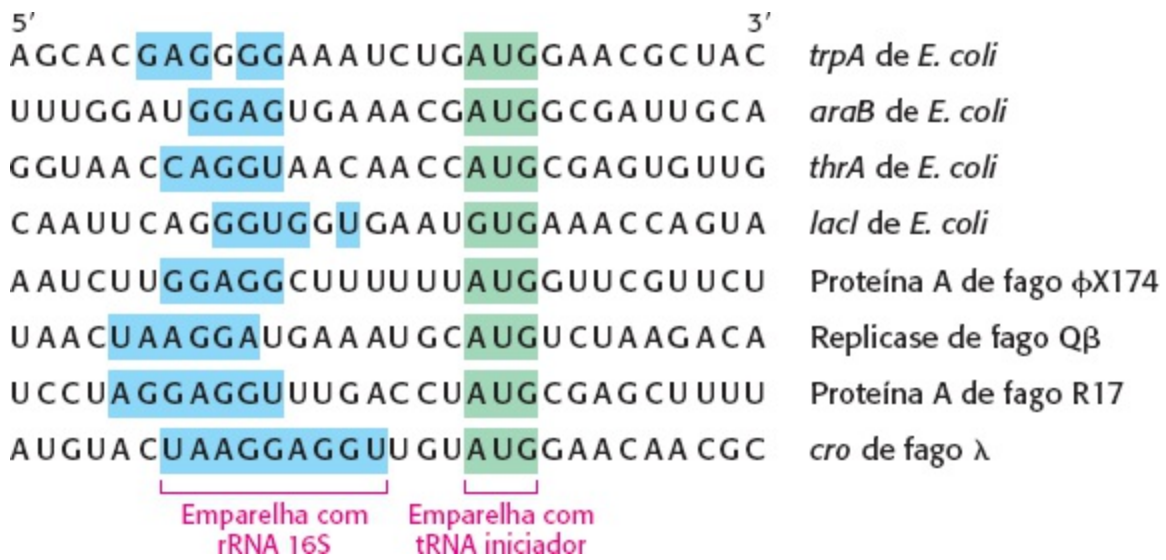 5′ 3′
AGCACGAGGGGAAAUCUGAUGGAACGCUAC trpA de E. coli
UUUGGAUGGAGUGAAACGAUGGCGAUUGCA araB de E. coli
GGUAACCAGGUAACAACCAUGCGAGUGUUG thrA de E. coli
CAAUUCAGGGUGGUGAAUGUGAAACCAGUA lacI de E. coli
AAUCUUGGAGGCUUUUUUAUGGUUCGUUCU Proteína A de fago ϕX174
UAACUAAGGAUGAAAUGCAUGUCUAAGACA Replicase de fago Qβ
UCCUAGGAGGUUUGACCUAUGCGAGCUUUU Proteína A de fago R17
AUGUACUAAGGAGGUUGUAUGGAACAACGC cro de fago λ
Emparelha com Emparelha com
rRNA 16S tRNA iniciador